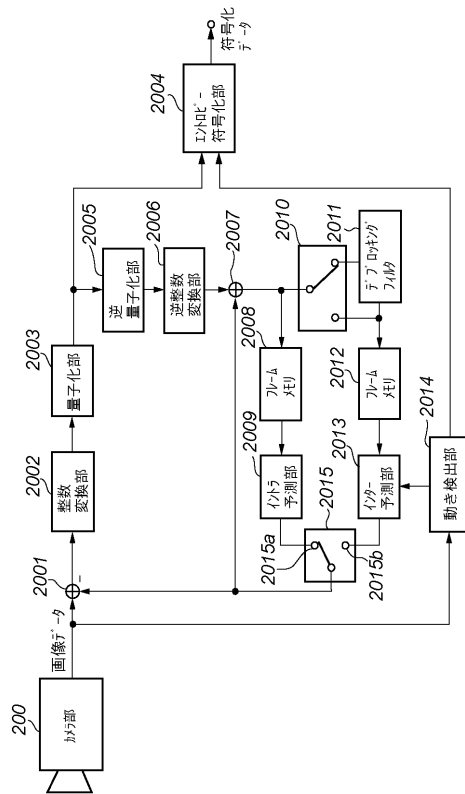 200
カメラ部
画像データ
2001
−
2002
整数
変換部
2003
量子化部
2004
エントロピー
符号化部
符号化
データ
2005
逆
量子化部
2006
逆整数
変換部
2007
2008
フレーム
メモリ
2009
イントラ
予測部
2010
2011
デブロッキング
フィルタ
2012
フレーム
メモリ
2013
インター
予測部
2014
動き検出部
2015
2015a
2015b